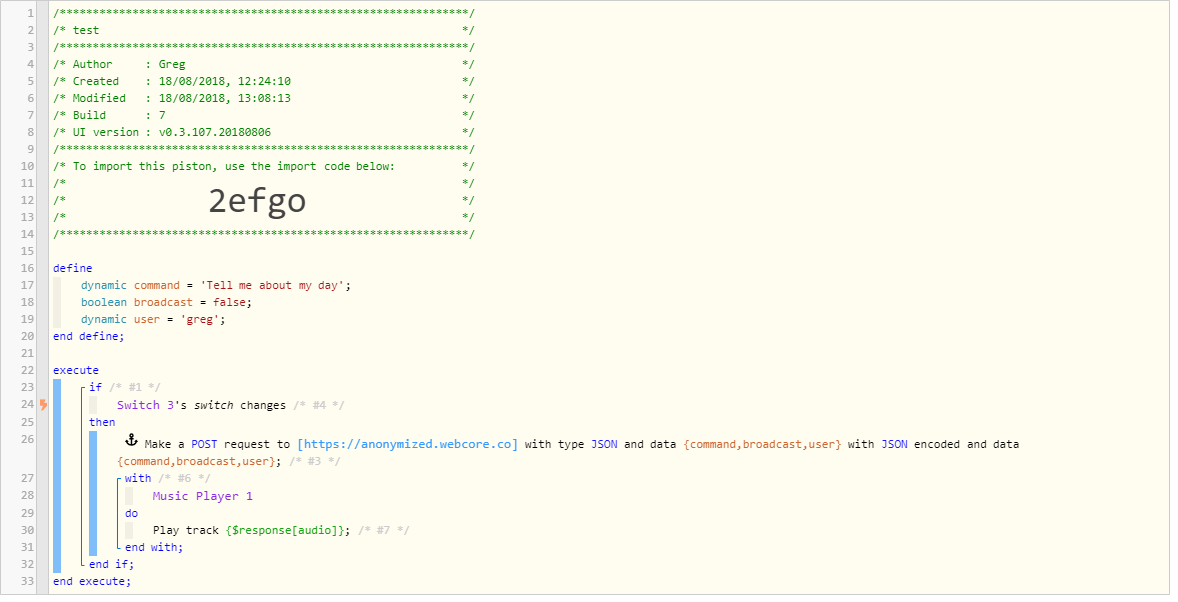 1 /**************************************************************/
2 /* test */
3 /**************************************************************/
4 /* Author : Greg */
5 /* Created : 18/08/2018, 12:24:10 */
6 /* Modified : 18/08/2018, 13:08:13 */
7 /* Build : 7 */
8 /* UI version : v0.3.107.20180806 */
9 /**************************************************************/
10 /* To import this piston, use the import code below: */
11 /* */
12 /* 2efgo */
13 /* */
14 /**************************************************************/
15
16 define
17 dynamic command = 'Tell me about my day';
18 boolean broadcast = false;
19 dynamic user = 'greg';
20 end define;
21
22 execute
23 if /* #1 */
24 Switch 3's switch changes /* #4 */
25 then
26 Make a POST request to [https://anonymized.webcore.co] with type JSON and data {command,broadcast,user} with JSON encoded and data
{command,broadcast,user}; /* #3 */
27 with /* #6 */
28 Music Player 1
29 do
30 Play track {$response[audio]}; /* #7 */
31 end with;
32 end if;
33 end execute;